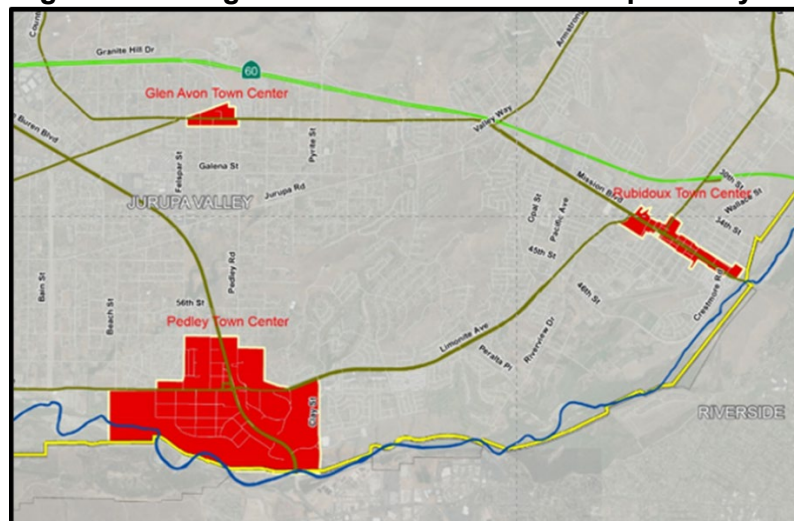 Granite Hill Dr
60
Glen Avon Town Center
Valley Way
Buren Blvd
Felspar St
Galena St
Pyrite St
Mission Blvd
30th St
Rubidoux Town Center
Wallace St
JURUPA VALLEY
Jurupa Rd
Opal St
Pacific Ave
34th St
45th St
46th St
Pedley Rd
Bain St
Beach St
56th St
Crestmore Rd
Pedley Town Center
Limonite Ave
Peralta Pl
Riverview Dr
Clay St
RIVERSIDE